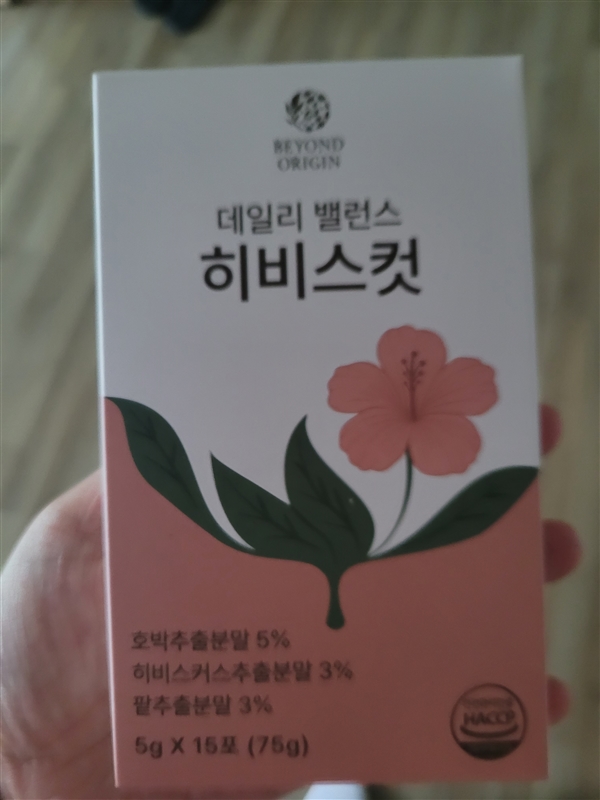 BEYOND
ORIGIN
데일리 밸런스
히비스컷
호박추출분말 5%
히비스커스추출분말 3%
팥추출분말 3%
5g X 15포 (75g)
HACCP